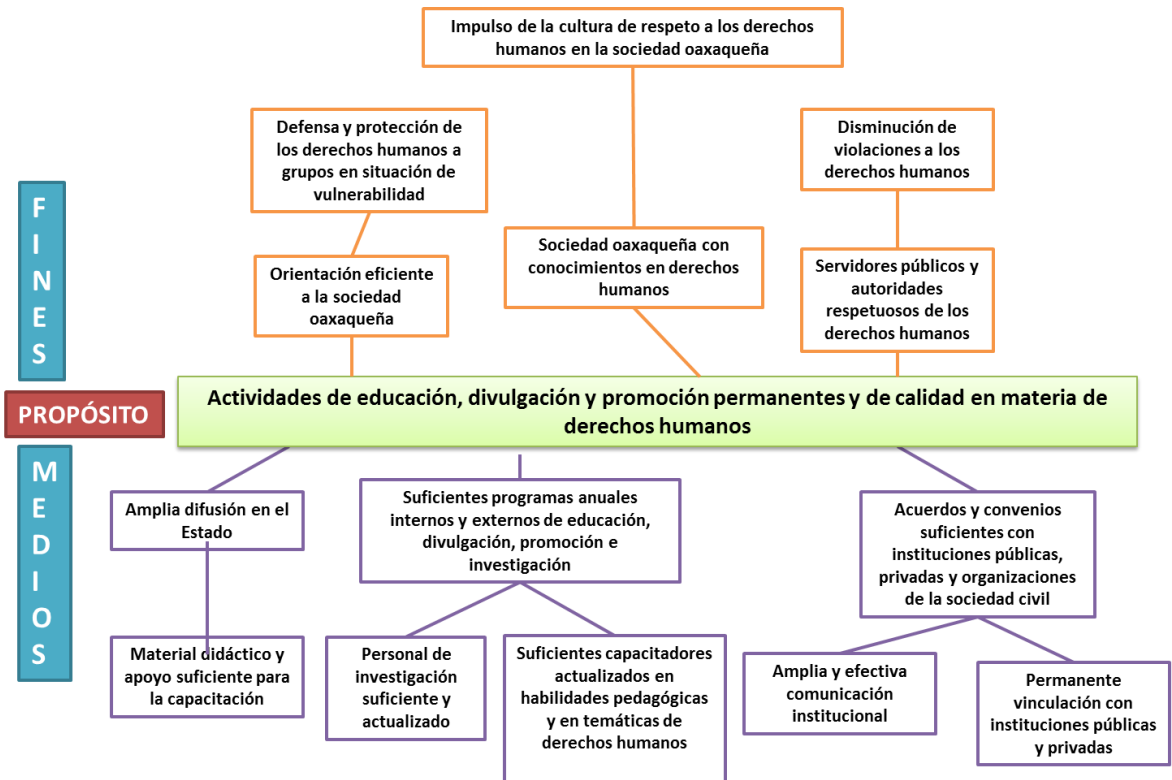 Impulso de la cultura de respeto a los derechos
humanos en la sociedad oaxaqueña
Defensa y protección de
los derechos humanos a
grupos en situación de
vulnerabilidad
Disminución de
violaciones a los
derechos humanos
FINES
Orientación eficiente
a la sociedad
oaxaqueña
Sociedad oaxaqueña con
conocimientos en derechos
humanos
Servidores públicos y
autoridades
respetuosos de los
derechos humanos
PROPÓSITO
Actividades de educación, divulgación y promoción permanentes y de calidad en materia de
derechos humanos
MEDIOS
Amplia difusión en el
Estado
Suficientes programas anuales
internos y externos de educación,
divulgación, promoción e
investigación
Acuerdos y convenios
suficientes con
instituciones públicas,
privadas y organizaciones
de la sociedad civil
Material didáctico y
apoyo suficiente para
la capacitación
Personal de
investigación
suficiente y
actualizado
Suficientes capacitadores
actualizados en
habilidades pedagógicas
y en temáticas de
derechos humanos
Amplia y efectiva
comunicación
institucional
Permanente
vinculación con
instituciones públicas
y privadas